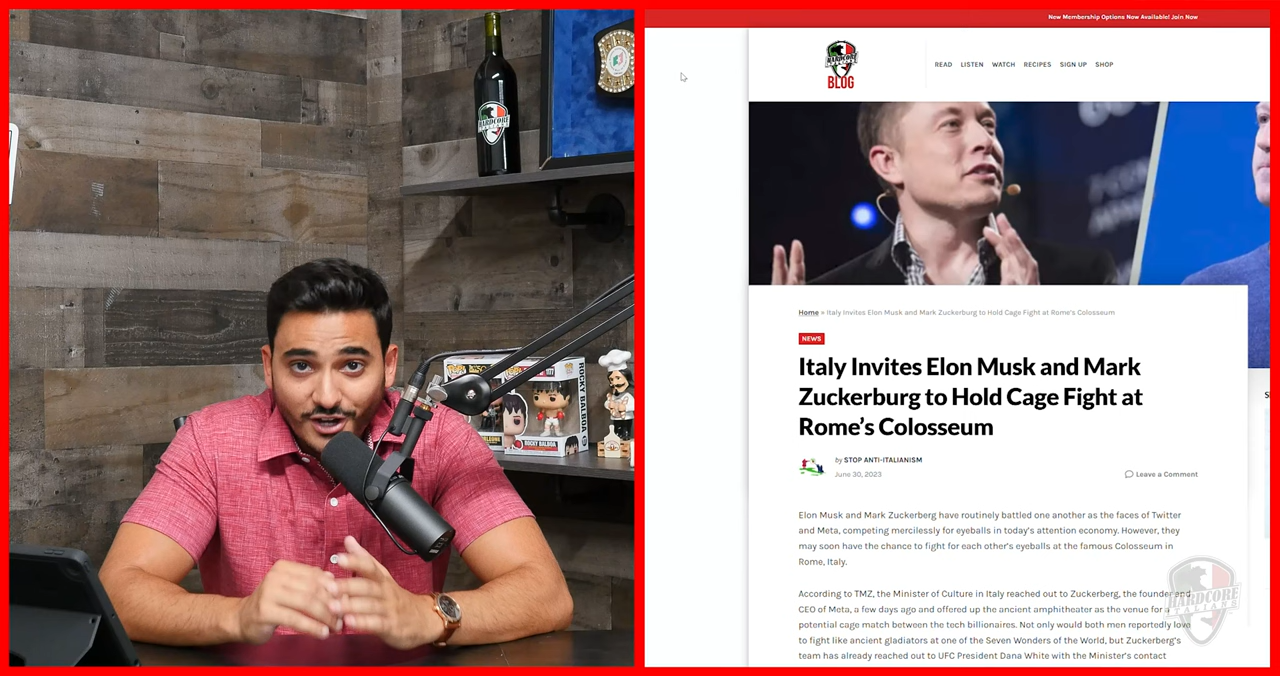 New Membership Options Now Available! Join Now
HARDCORE
BLOG
READ LISTEN WATCH RECIPES SIGN UP SHOP
HARDCORE
Home » Italy Invites Elon Musk and Mark Zuckerburg to Hold Cage Fight at Rome's Colosseum
NEWS
Italy Invites Elon Musk and Mark
Zuckerburg to Hold Cage Fight at
Rome's Colosseum
by STOP ANTI-ITALIANISM
June 30, 2023
Leave a Comment
Elon Musk and Mark Zuckerberg have routinely battled one another as the faces of Twitter
and Meta, competing mercilessly for eyeballs in today's attention economy. However, they
may soon have the chance to fight for each other's eyeballs at the famous Colosseum in
Rome, Italy.
According to TMZ, the Minister of Culture in Italy reached out to Zuckerberg, the founder and
CEO of Meta, a few days ago and offered up the ancient amphitheater as the venue for a
potential cage match between the tech billionaires. Not only would both men reportedly love
to fight like ancient gladiators at one of the Seven Wonders of the World, but Zuckerberg's
team has already reached out to UFC President Dana White with the Minister's contact
HARDCORE
ITALIANS
ROCKY BALBOA
ROCKY BALBOA